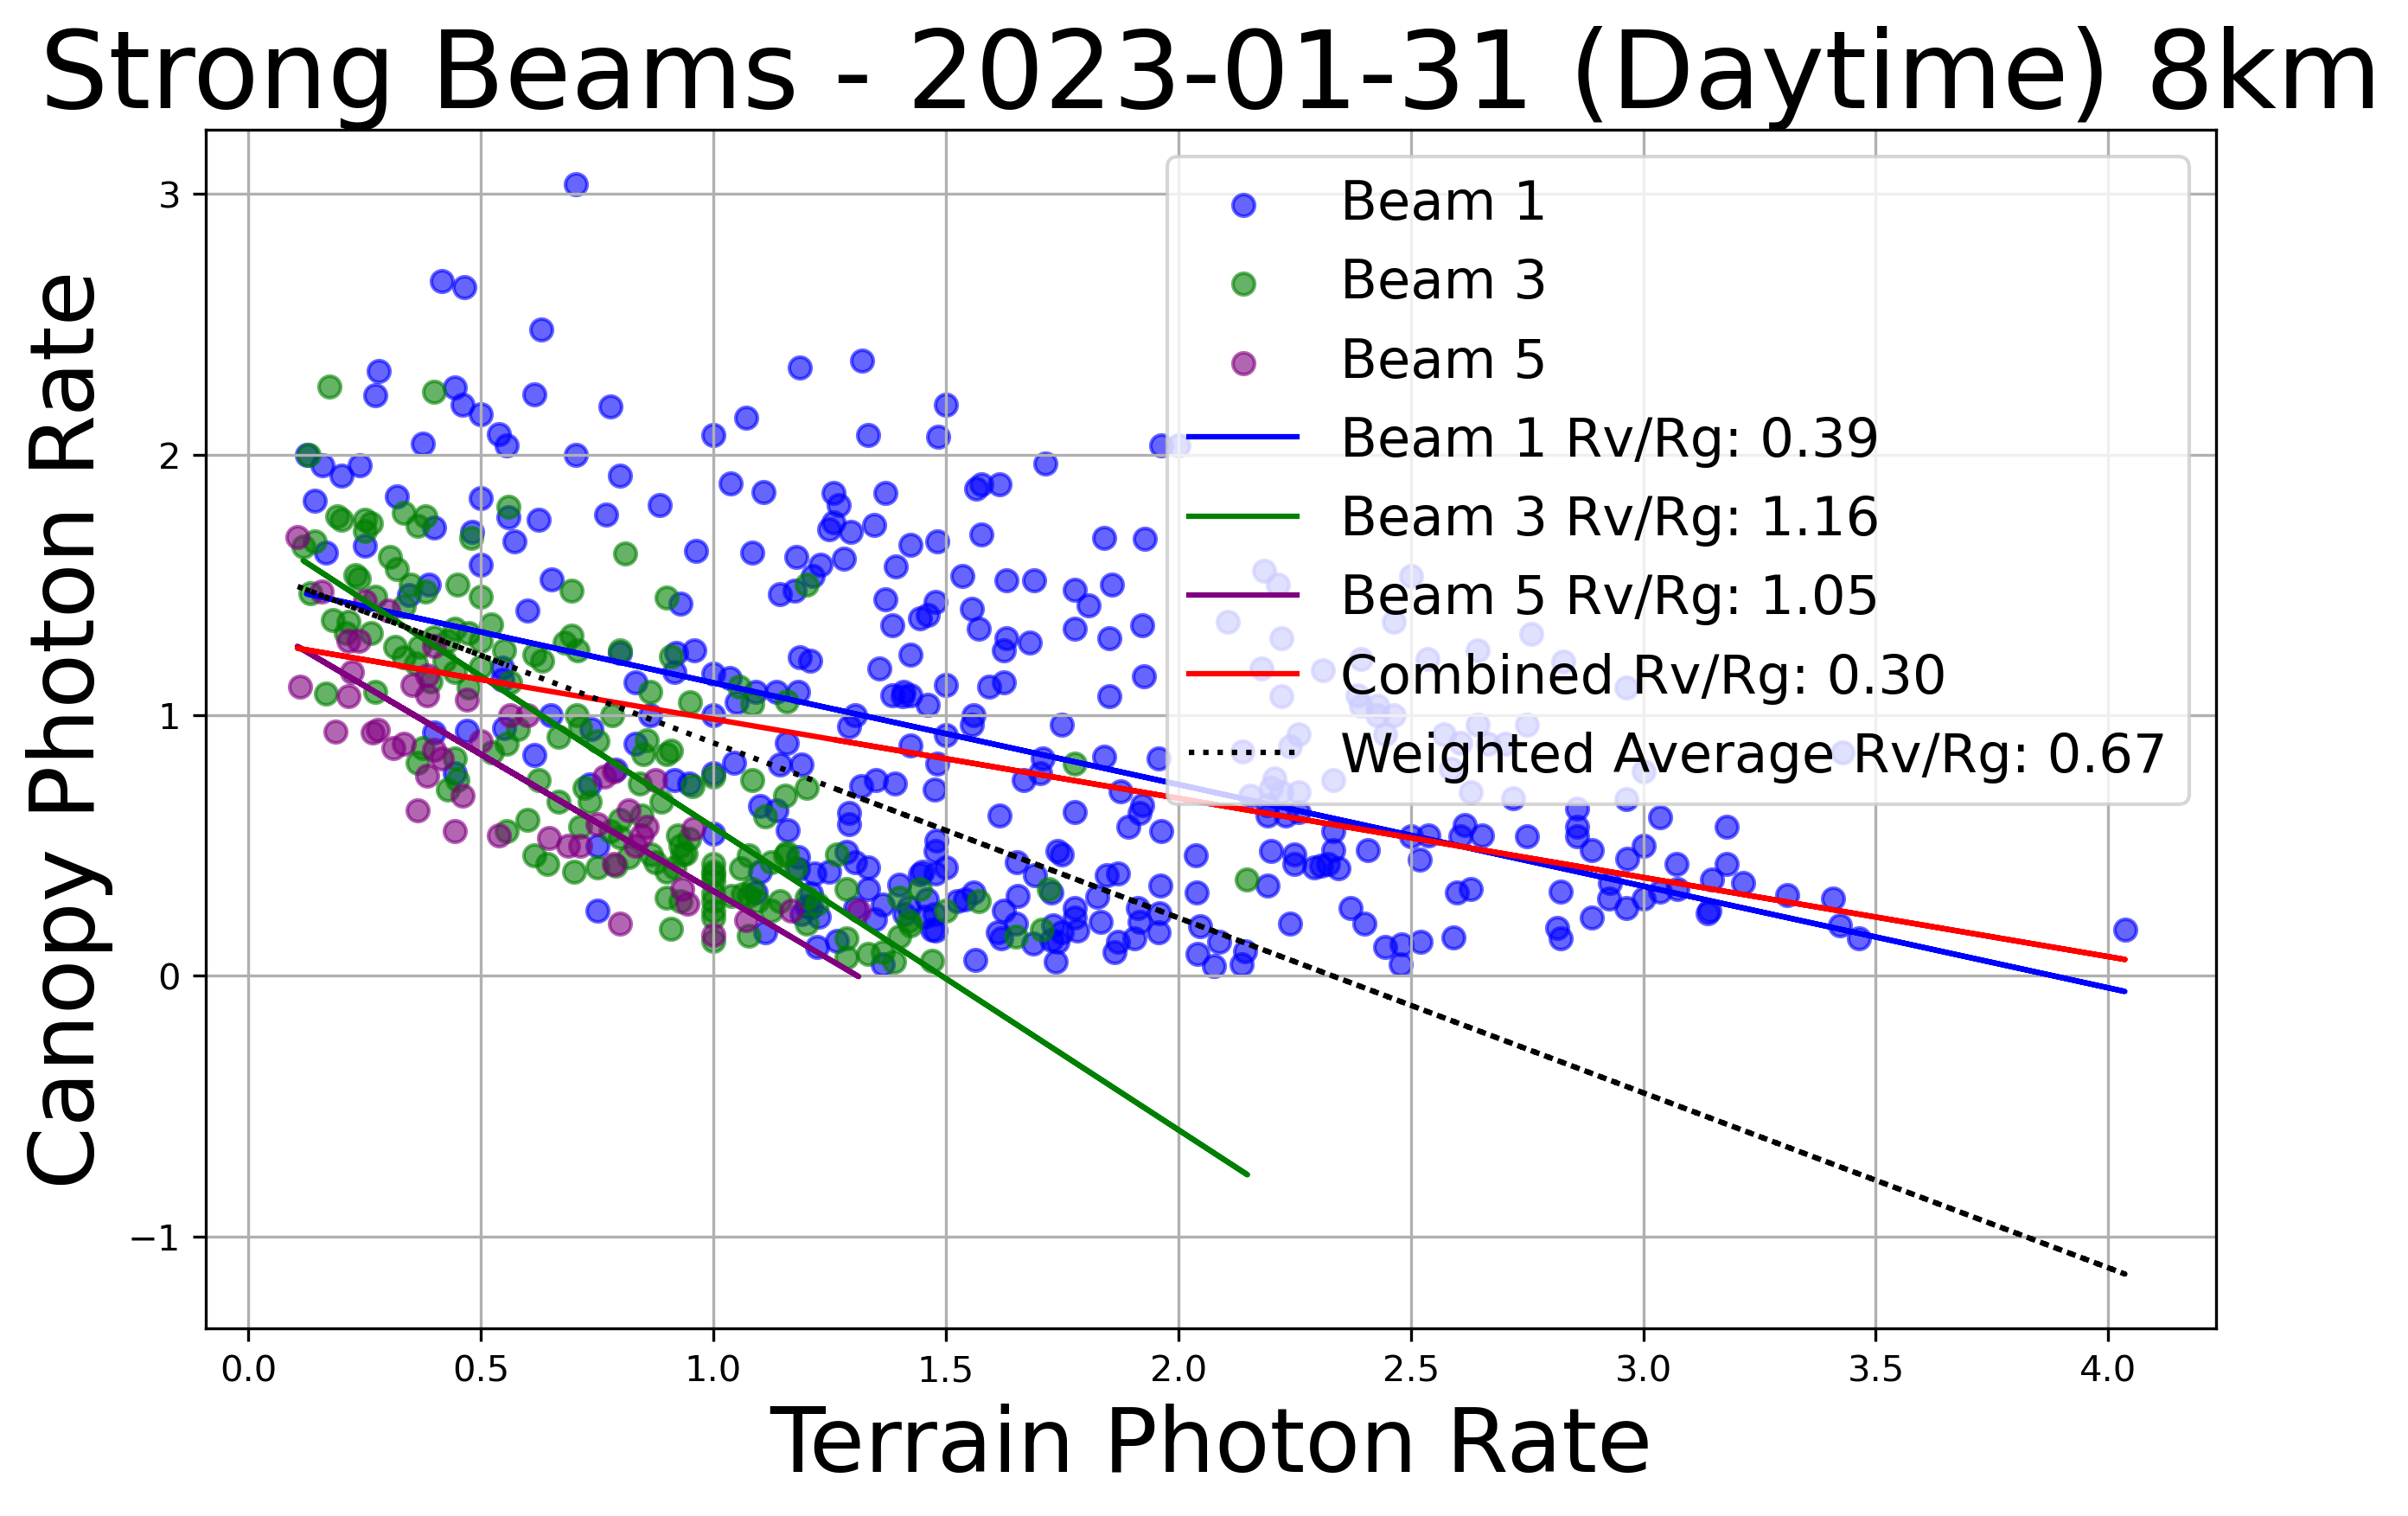 Strong Beams - 2023-01-31 (Daytime) 8km
Canopy Photon Rate
3
2
1
0
−1
Beam 1
Beam 3
Beam 5
Beam 1 Rv/Rg: 0.39
Beam 3 Rv/Rg: 1.16
Beam 5 Rv/Rg: 1.05
Combined Rv/Rg: 0.30
Weighted Average Rv/Rg: 0.67
0.0 0.5 1.0 1.5 2.0 2.5 3.0 3.5 4.0
Terrain Photon Rate